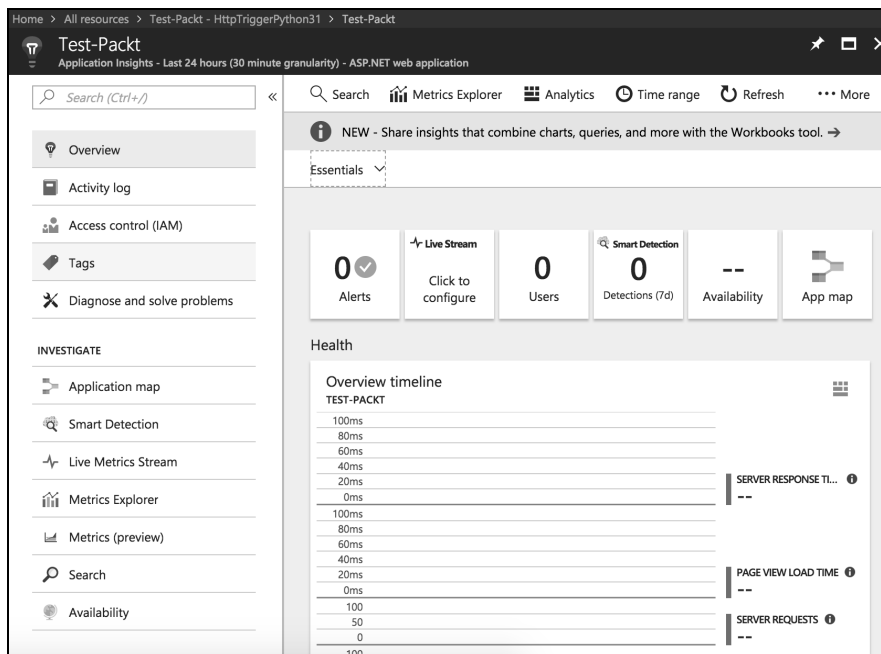 Home > All resources > Test-Packt - HttpTriggerPython31 > Test-Packt
Test-Packt
Application Insights - Last 24 hours (30 minute granularity) - ASP.NET web application
Search (Ctrl+/)
Overview
Activity log
Access control (IAM)
Tags
Diagnose and solve problems
INVESTIGATE
Application map
Smart Detection
Live Metrics Stream
Metrics Explorer
Metrics (preview)
Search
Availability
Search Metrics Explorer Analytics Time range Refresh ••• More
NEW - Share insights that combine charts, queries, and more with the Workbooks tool. →
Essentials
0
Alerts
Live Stream
Click to
configure
0
Users
Smart Detection
0
Detections (7d)
--
Availability
App map
Health
Overview timeline
TEST-PACKT
100ms
80ms
60ms
40ms
20ms
0ms
SERVER RESPONSE TI...
--
100ms
80ms
60ms
40ms
20ms
0ms
PAGE VIEW LOAD TIME
--
100
50
0
SERVER REQUESTS
--
100